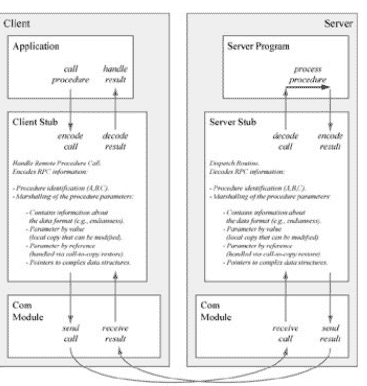 Client
Application
call handle
procedure result
Client Stub
encode decode
call result
Handle Remote Procedure Call.
Encodes RPC information:
- Procedure identification (A,B,C).
- Marshalling of the procedure parameters:
- Contains information about
the data format (e.g., endianness).
- Parameter by value
(local copy that can be modified).
- Parameter by reference
(handled via call-to-copy restore).
- Pointers to complex data structures.
Com
Module
send receive
call result
Server
Server Program
process
procedure
Server Stub
decode encode
call result
Dispatch Routine.
Decodes RPC information:
- Procedure identification (A,B,C).
- Marshalling of the procedure parameters:
- Contains information about
the data format (e.g., endianness).
- Parameter by value
(local copy that can be modified)
- Parameter by reference
(handled via call-to-copy restore).
- Pointers to complex data structures.
Com
Module
receive send
call result